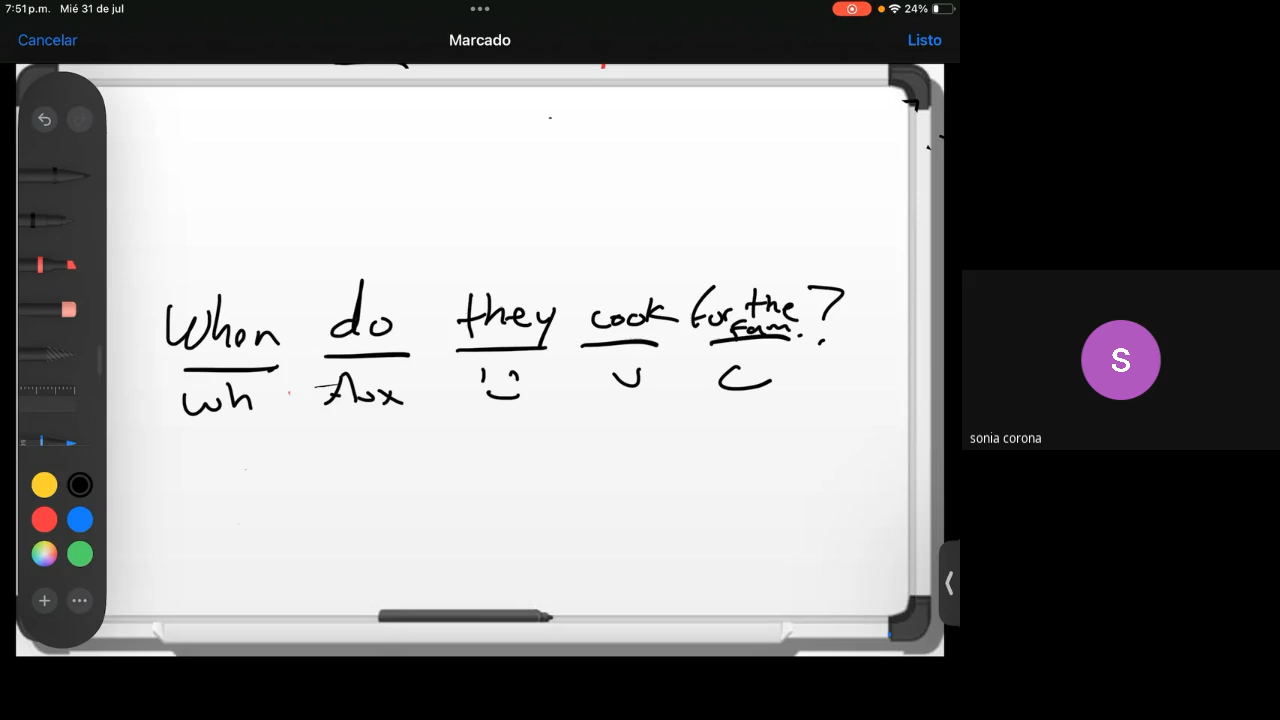 7:51 p.m. Mié 31 de jul
24%
Cancelar
Marcado
Listo
When do they cook for the fam.?
wh Aux V C
S
sonia corona